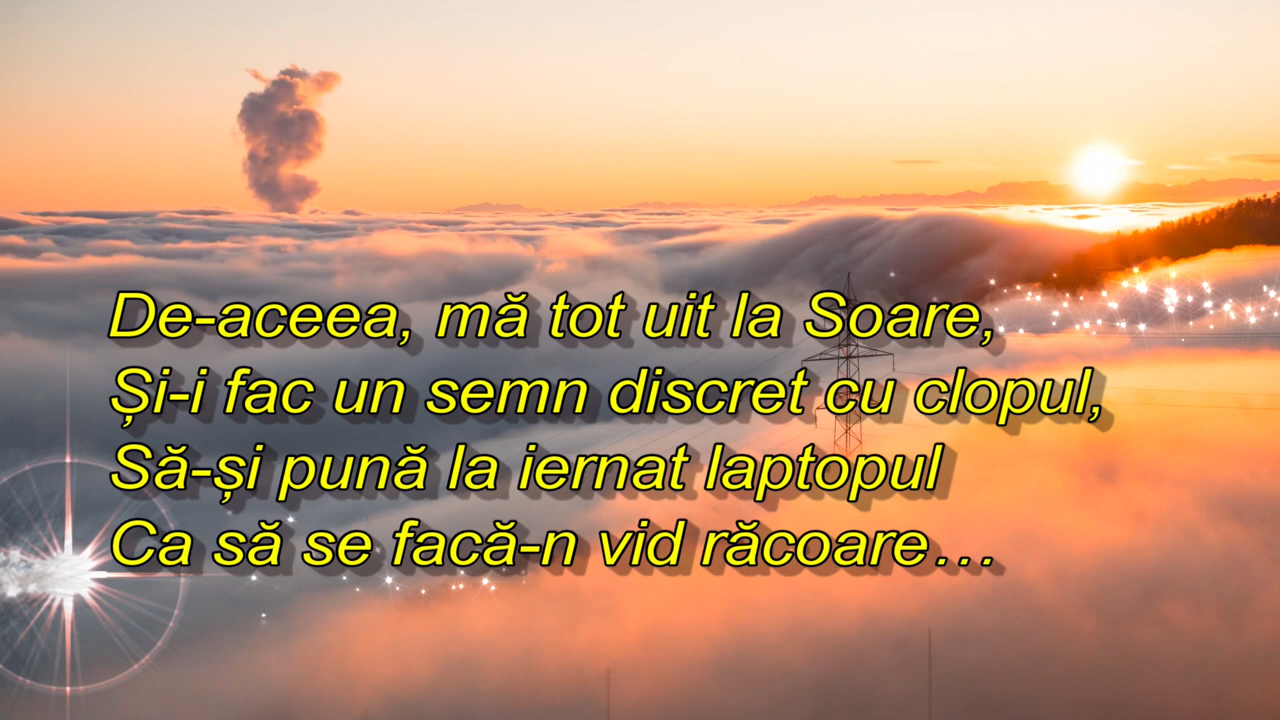 De-aceea, mă tot uit la Soare,
Și-i fac un semn discret cu clopul,
Să-și pună la iernat laptopul
Ca să se facă-n vid răcoare…